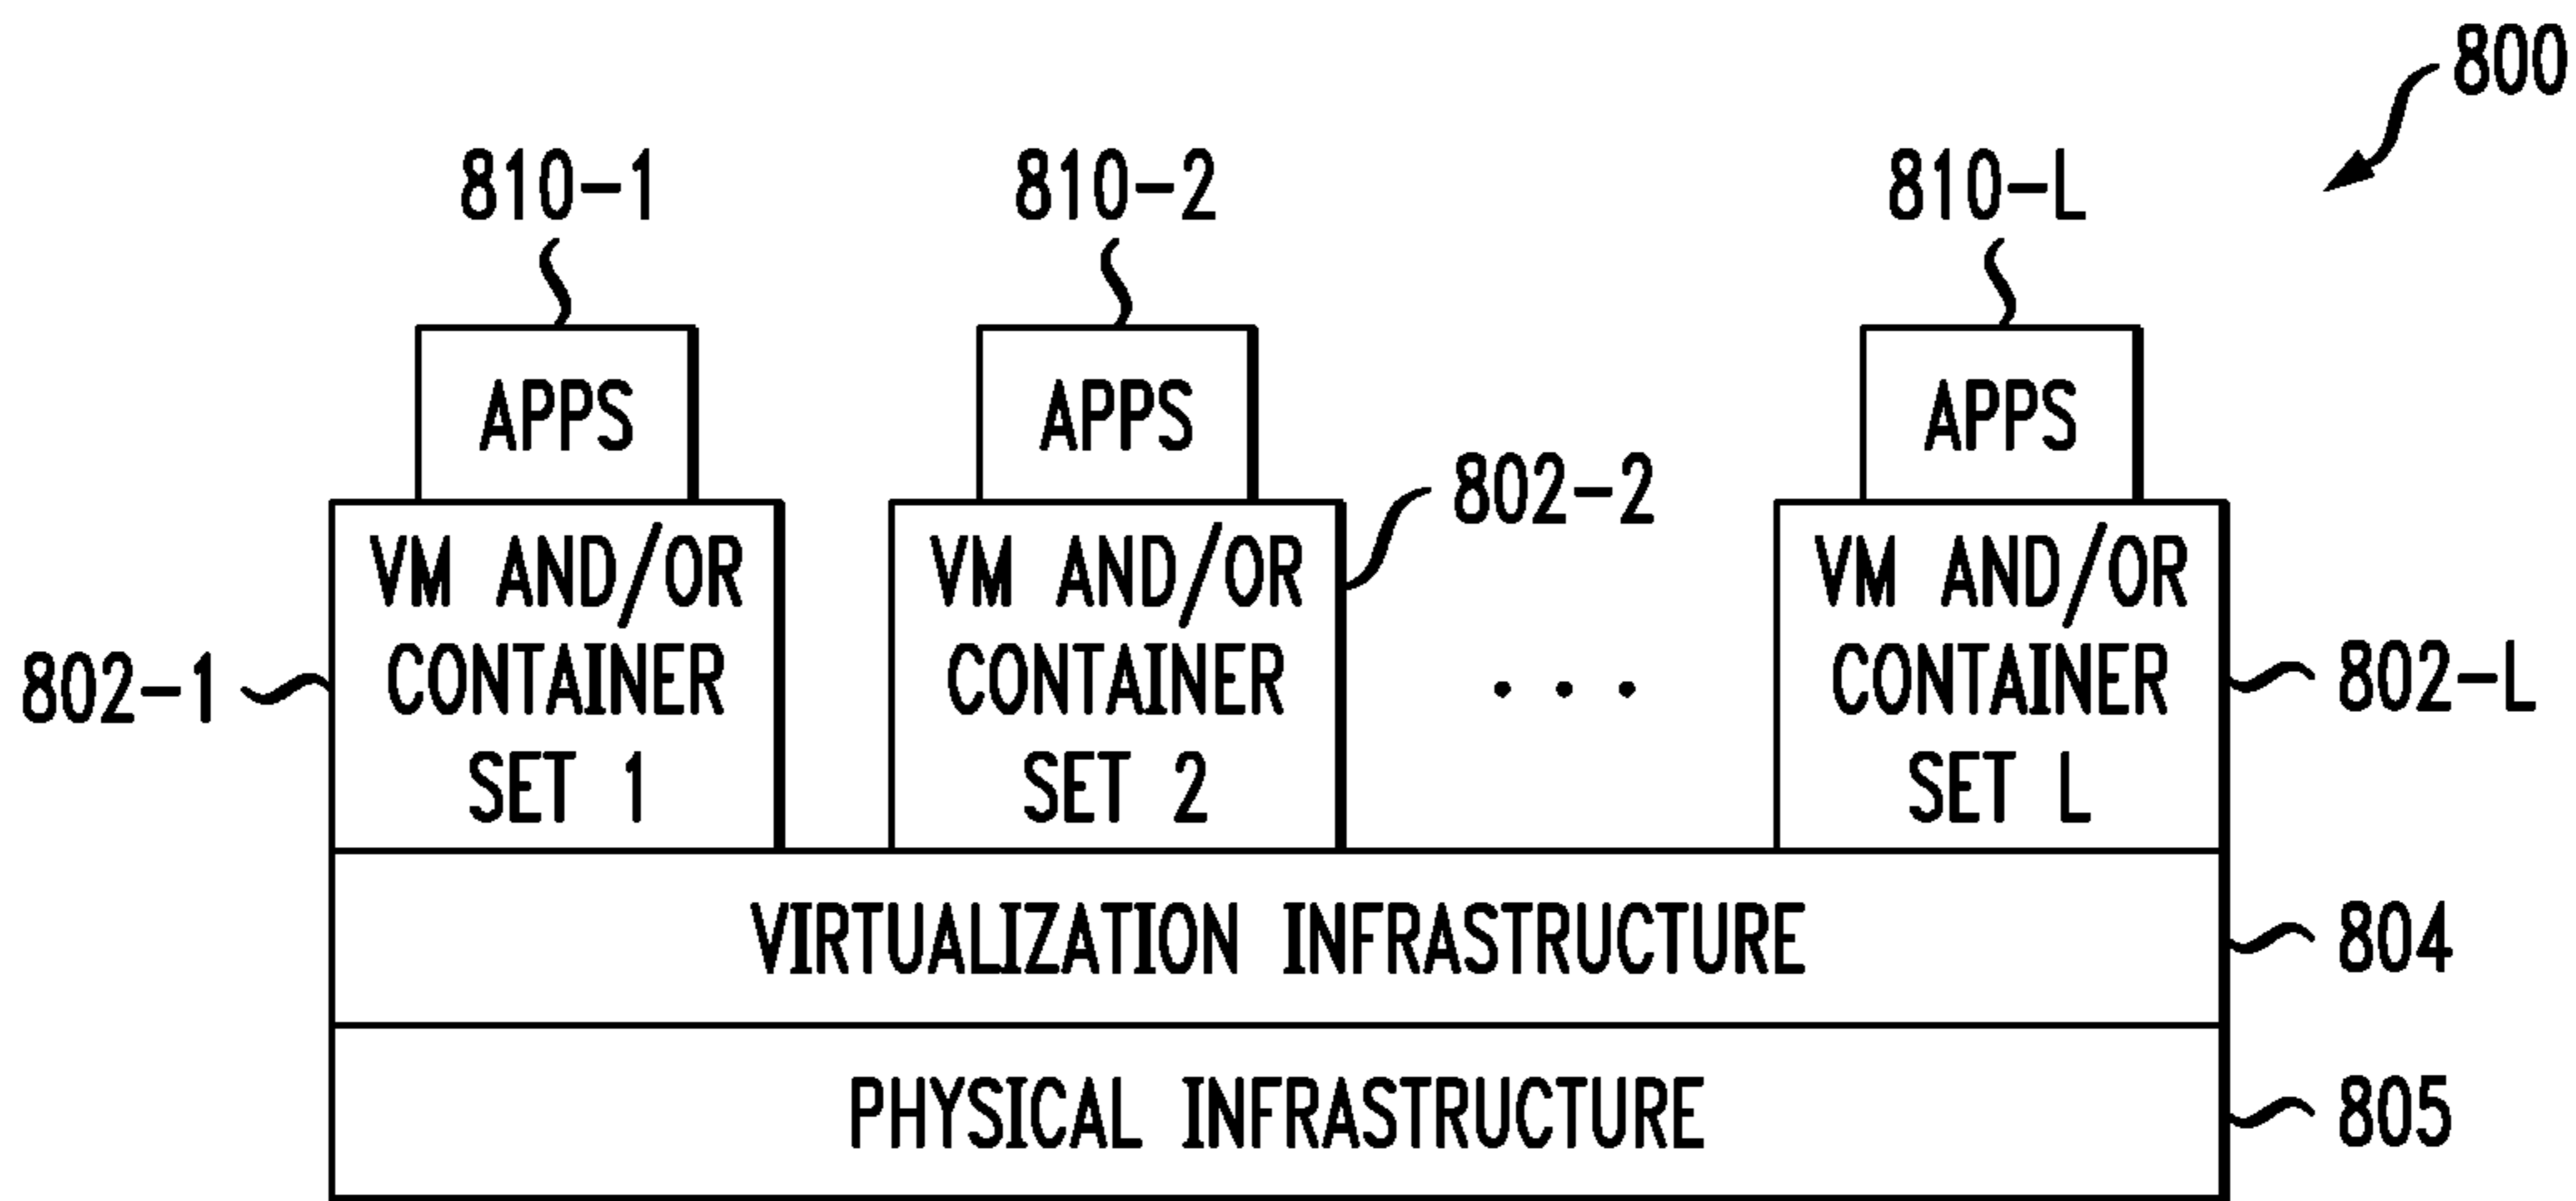 800
810-1
810-2
810-L
APPS
APPS
APPS
802-2
VM AND/OR
CONTAINER
SET 1
VM AND/OR
CONTAINER
SET 2
. . .
VM AND/OR
CONTAINER
SET L
802-1
802-L
VIRTUALIZATION INFRASTRUCTURE
804
PHYSICAL INFRASTRUCTURE
805